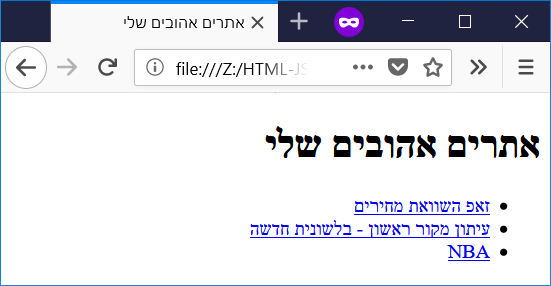 אתרים אהובים שלי
file:///Z:/HTML-JS
אתרים אהובים שלי
זאפ השוואת מחירים
עיתון מקור ראשון - בלשונית חדשה
NBA